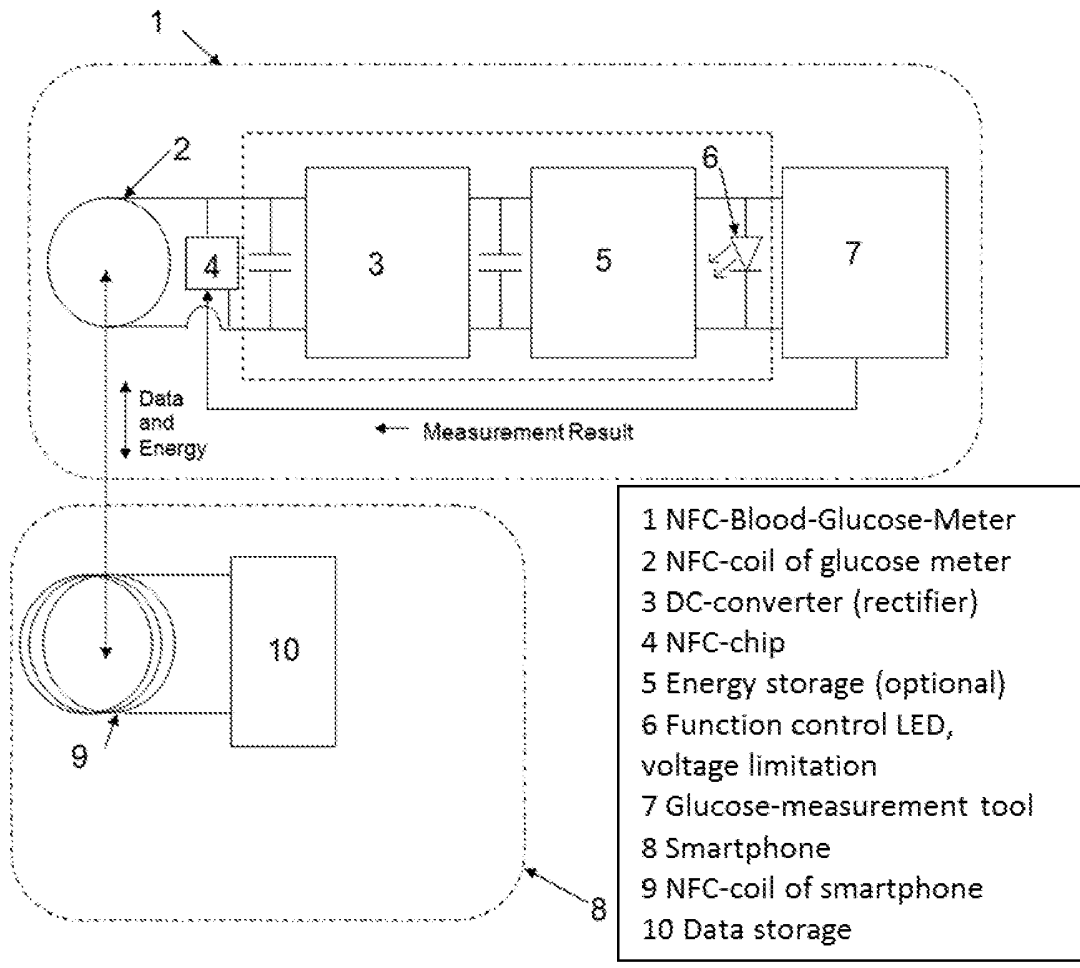 1
2
6
4
3
5
7
Data
and
Energy
Measurement Result
10
9
8
1 NFC-Blood-Glucose-Meter
2 NFC-coil of glucose meter
3 DC-converter (rectifier)
4 NFC-chip
5 Energy storage (optional)
6 Function control LED,
voltage limitation
7 Glucose-measurement tool
8 Smartphone
9 NFC-coil of smartphone
10 Data storage